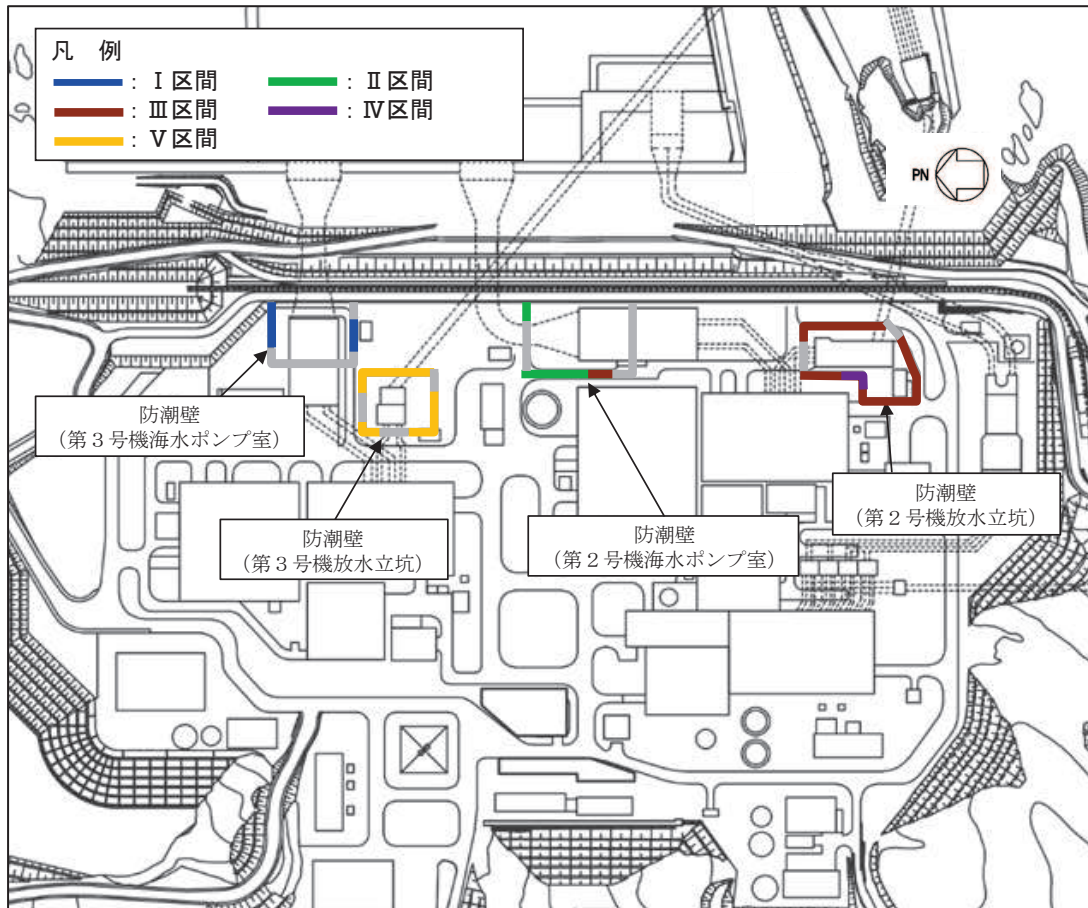 凡　例
: Ⅰ区間
: Ⅱ区間
: Ⅲ区間
: Ⅳ区間
: Ⅴ区間
PN
防潮壁
（第３号機海水ポンプ室）
防潮壁
（第３号機放水立坑）
防潮壁
（第２号機海水ポンプ室）
防潮壁
（第２号機放水立坑）